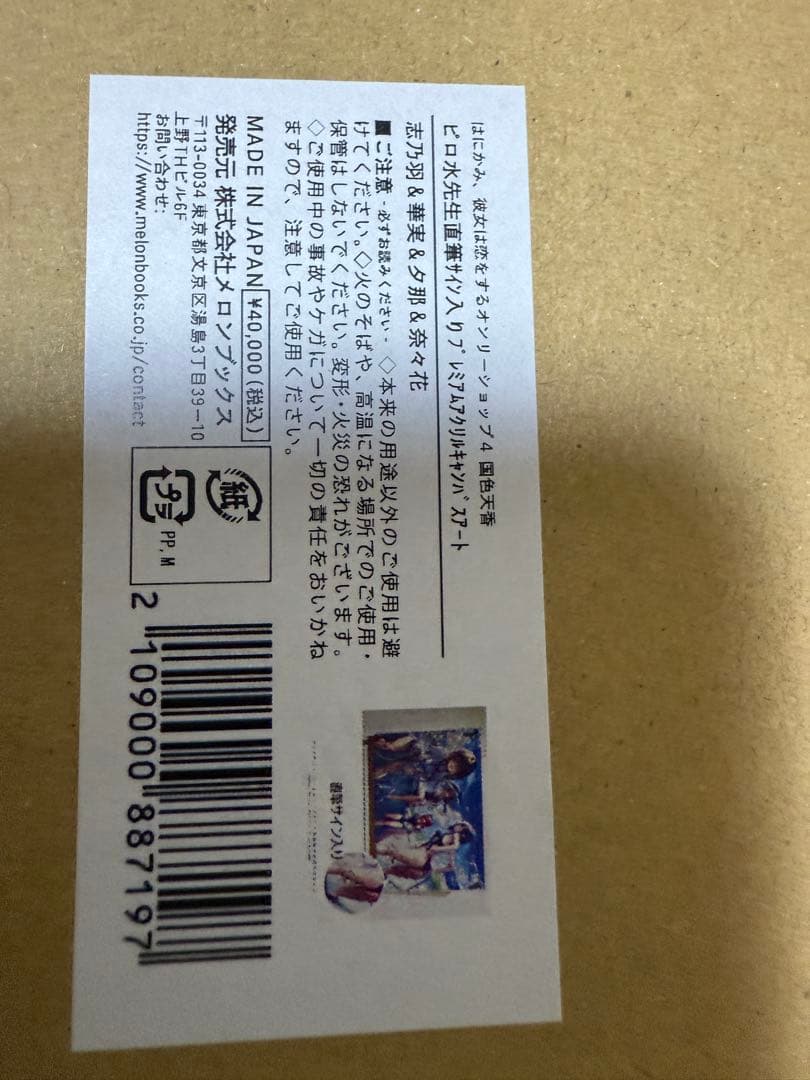 はにかみ、彼女は恋をするオンリーショップ4 国色天香
ピロ水先生直筆サイン入りプレミアムアクリルキャンバスアート
志乃羽&華実&夕那&奈々花
■ご注意 -必ずお読みください- ◇本来の用途以外のご使用は避
けてください。◇火のそばや、高温になる場所でのご使用・
保管はしないでください。変形・火災の恐れがございます。
◇ご使用中の事故やケガについて一切の責任をおいかね
ますので、注意してご使用ください。
MADE IN JAPAN ¥40,000(税込)
発売元 株式会社メロンブックス
〒113-0034 東京都文京区湯島3丁目39-10
上野THビル6F
お問い合わせ:
https://www.melonbooks.co.jp/contact
紙
プラ
PP, M
2 109000 887197
直筆サイン入り